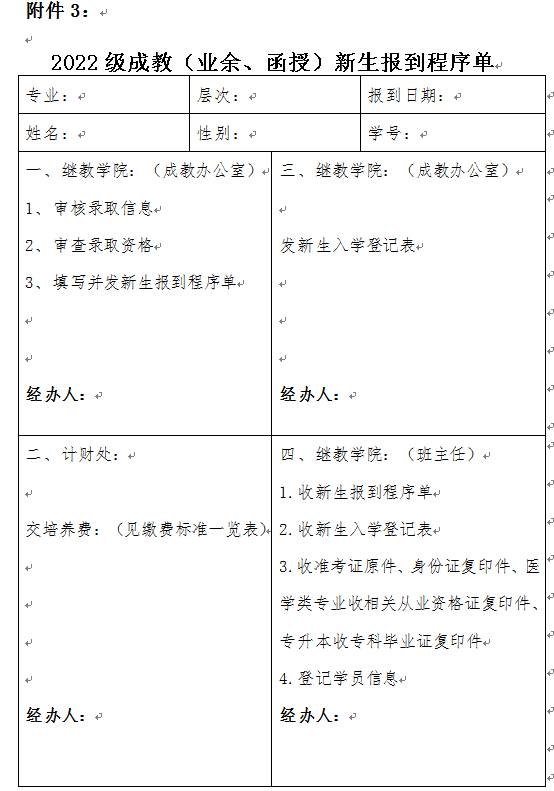 附件3：
2022级成教（业余、函授）新生报到程序单
专业： 层次： 报到日期：
姓名： 性别： 学号：
一、继教学院：（成教办公室）
1、审核录取信息
2、审查录取资格
3、填写并发新生报到程序单
经办人：
三、继教学院：（成教办公室）
发新生入学登记表
二、计财处：
交培养费：（见缴费标准一览表）
经办人：
四、继教学院：（班主任）
1.收新生报到程序单
2.收新生入学登记表
3.收准考证原件、身份证复印件、医
学类专业收相关从业资格证复印件、
专升本收专科毕业证复印件
4.登记学员信息
经办人：